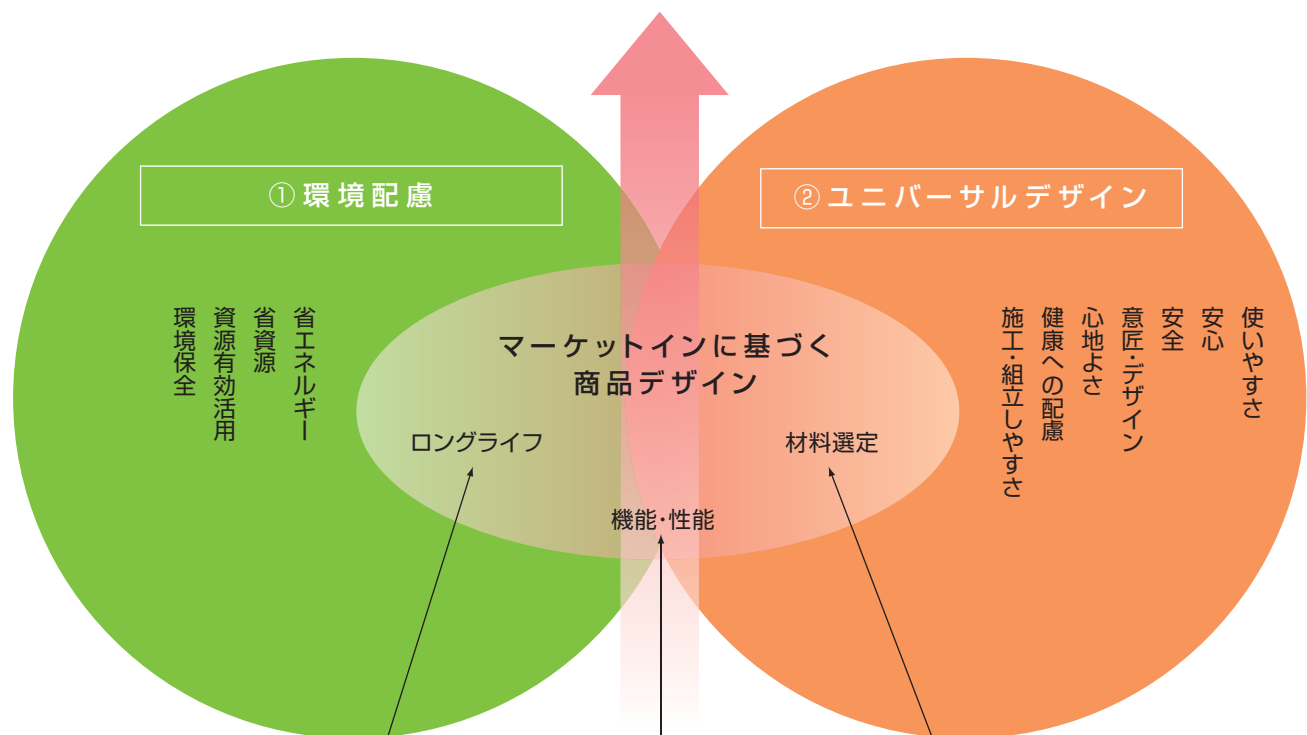 ①環境配慮
②ユニバーサルデザイン
省エネルギー
省資源
資源有効活用
環境保全
マーケットインに基づく
商品デザイン
ロングライフ
材料選定
機能・性能
使いやすさ
安心
安全
意匠・デザイン
心地よさ
健康への配慮
施工・組立しやすさ